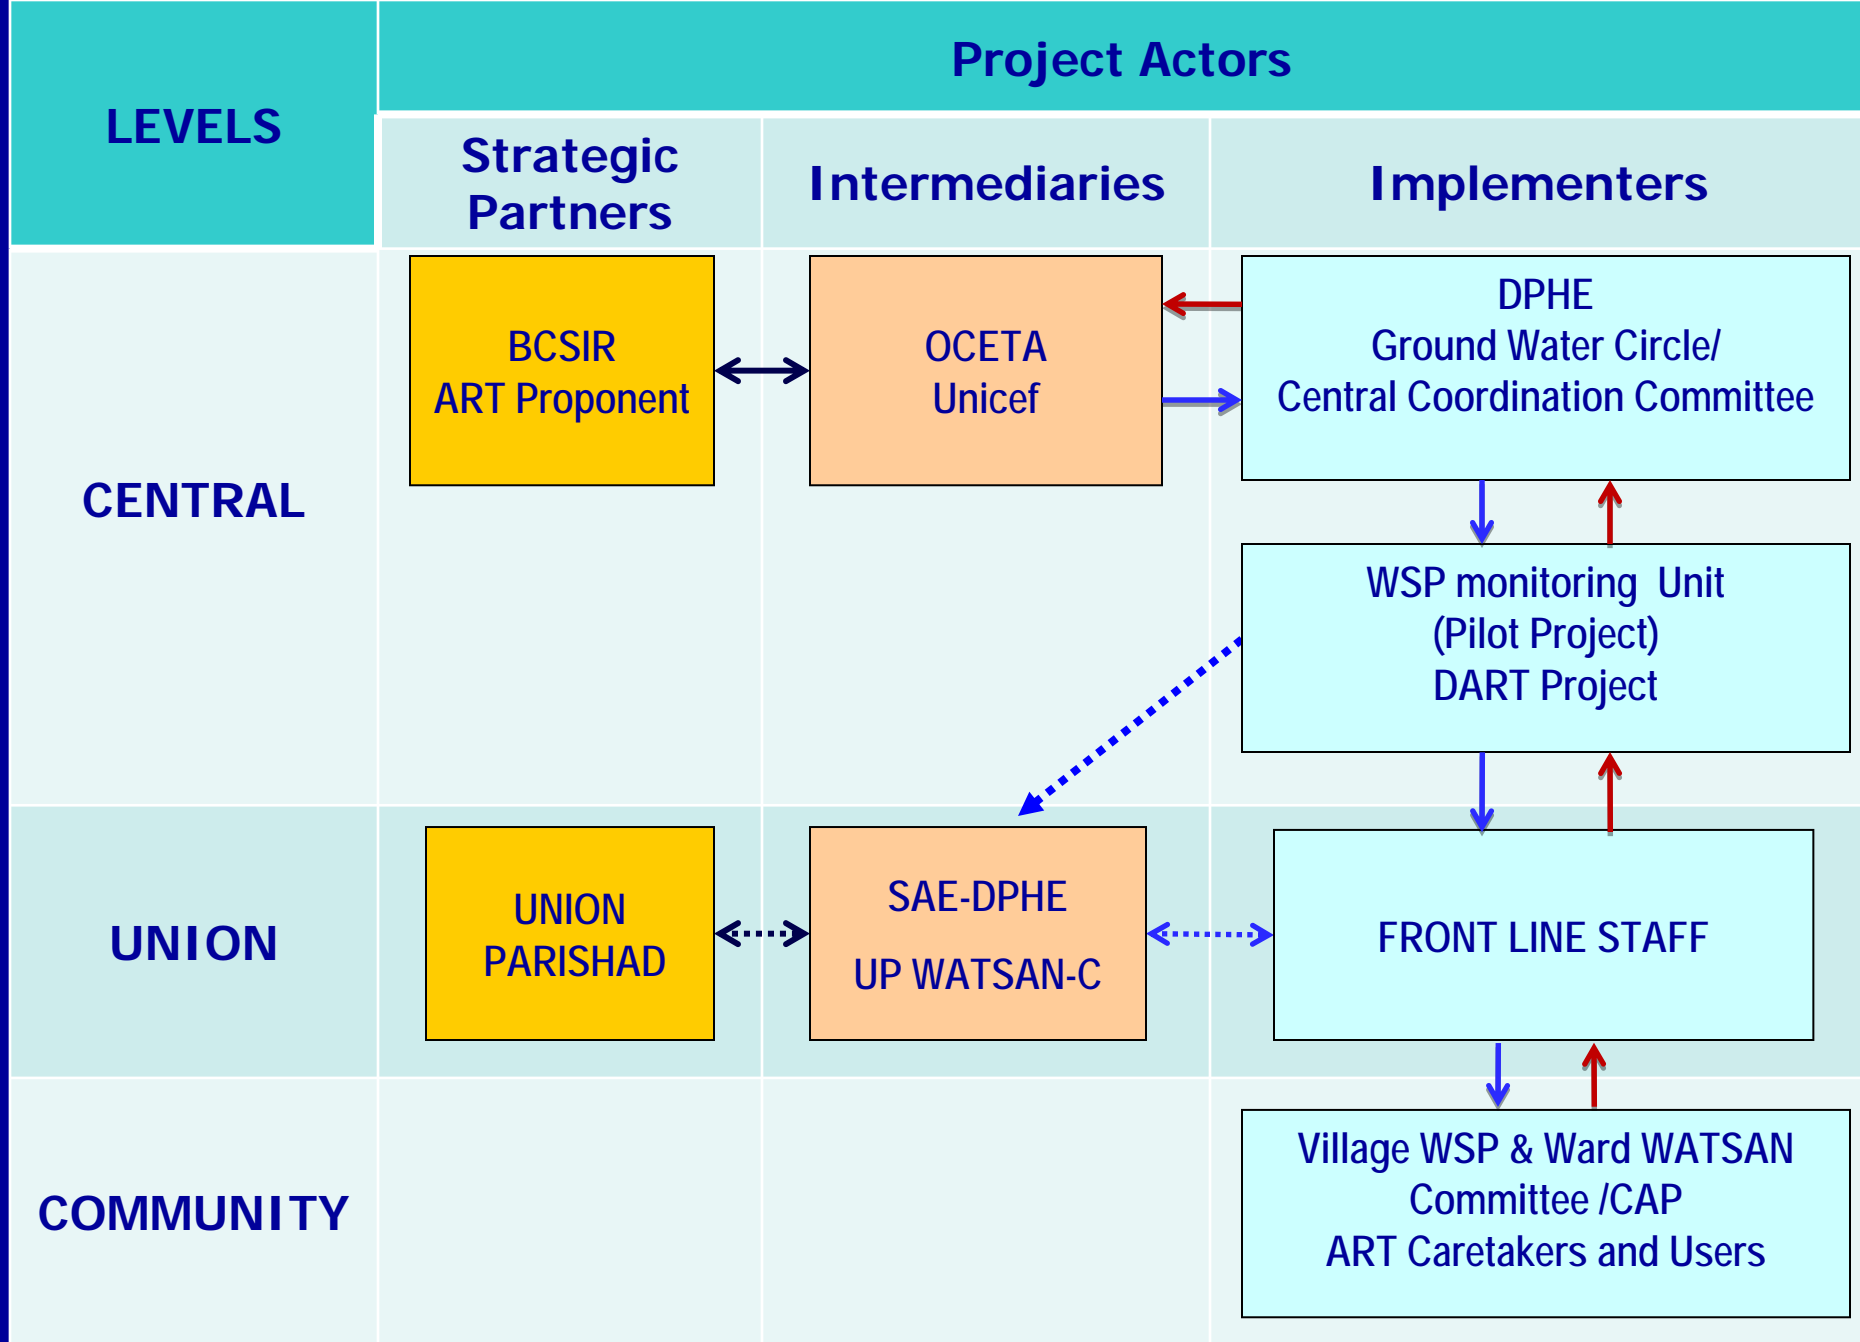 Project Actors
LEVELS
Strategic
Partners
Intermediaries
Implementers
CENTRAL
BCSIR
ART Proponent
OCETA
Unicef
DPHE
Ground Water Circle/
Central Coordination Committee
WSP monitoring Unit
(Pilot Project)
DART Project
UNION
UNION
PARISHAD
SAE-DPHE
UP WATSAN-C
FRONT LINE STAFF
COMMUNITY
Village WSP & Ward WATSAN
Committee /CAP
ART Caretakers and Users